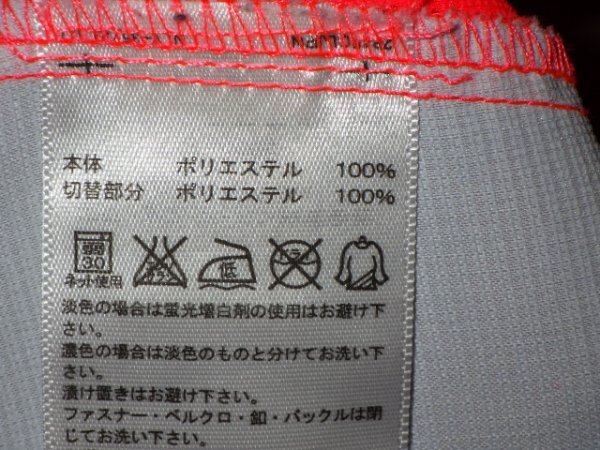 本体 ポリエステル 100%
切替部分 ポリエステル 100%
弱
30
ネット使用
低
ドライ
淡色の場合は蛍光増白剤の使用はお避け下
さい。
濃色の場合は淡色のものと分けてお洗い下
さい。
漬け置きはお避け下さい。
ファスナー・ベルクロ・釦・バックルは閉
じてお洗い下さい。